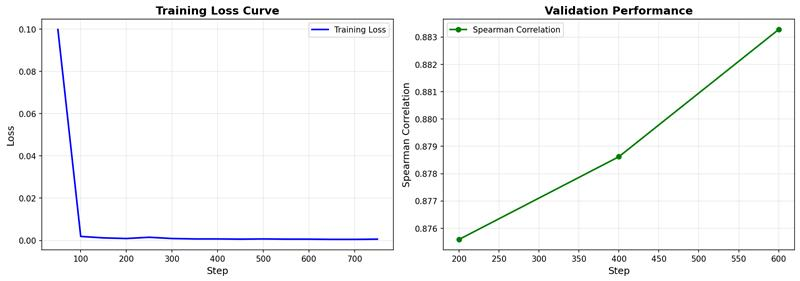 Training Loss Curve
Training Loss
0.10
0.08
0.06
0.04
0.02
0.00
Loss
100 200 300 400 500 600 700
Step
Validation Performance
Spearman Correlation
0.883
0.882
0.881
0.880
0.879
0.878
0.877
0.876
Spearman Correlation
200 250 300 350 400 450 500 550 600
Step